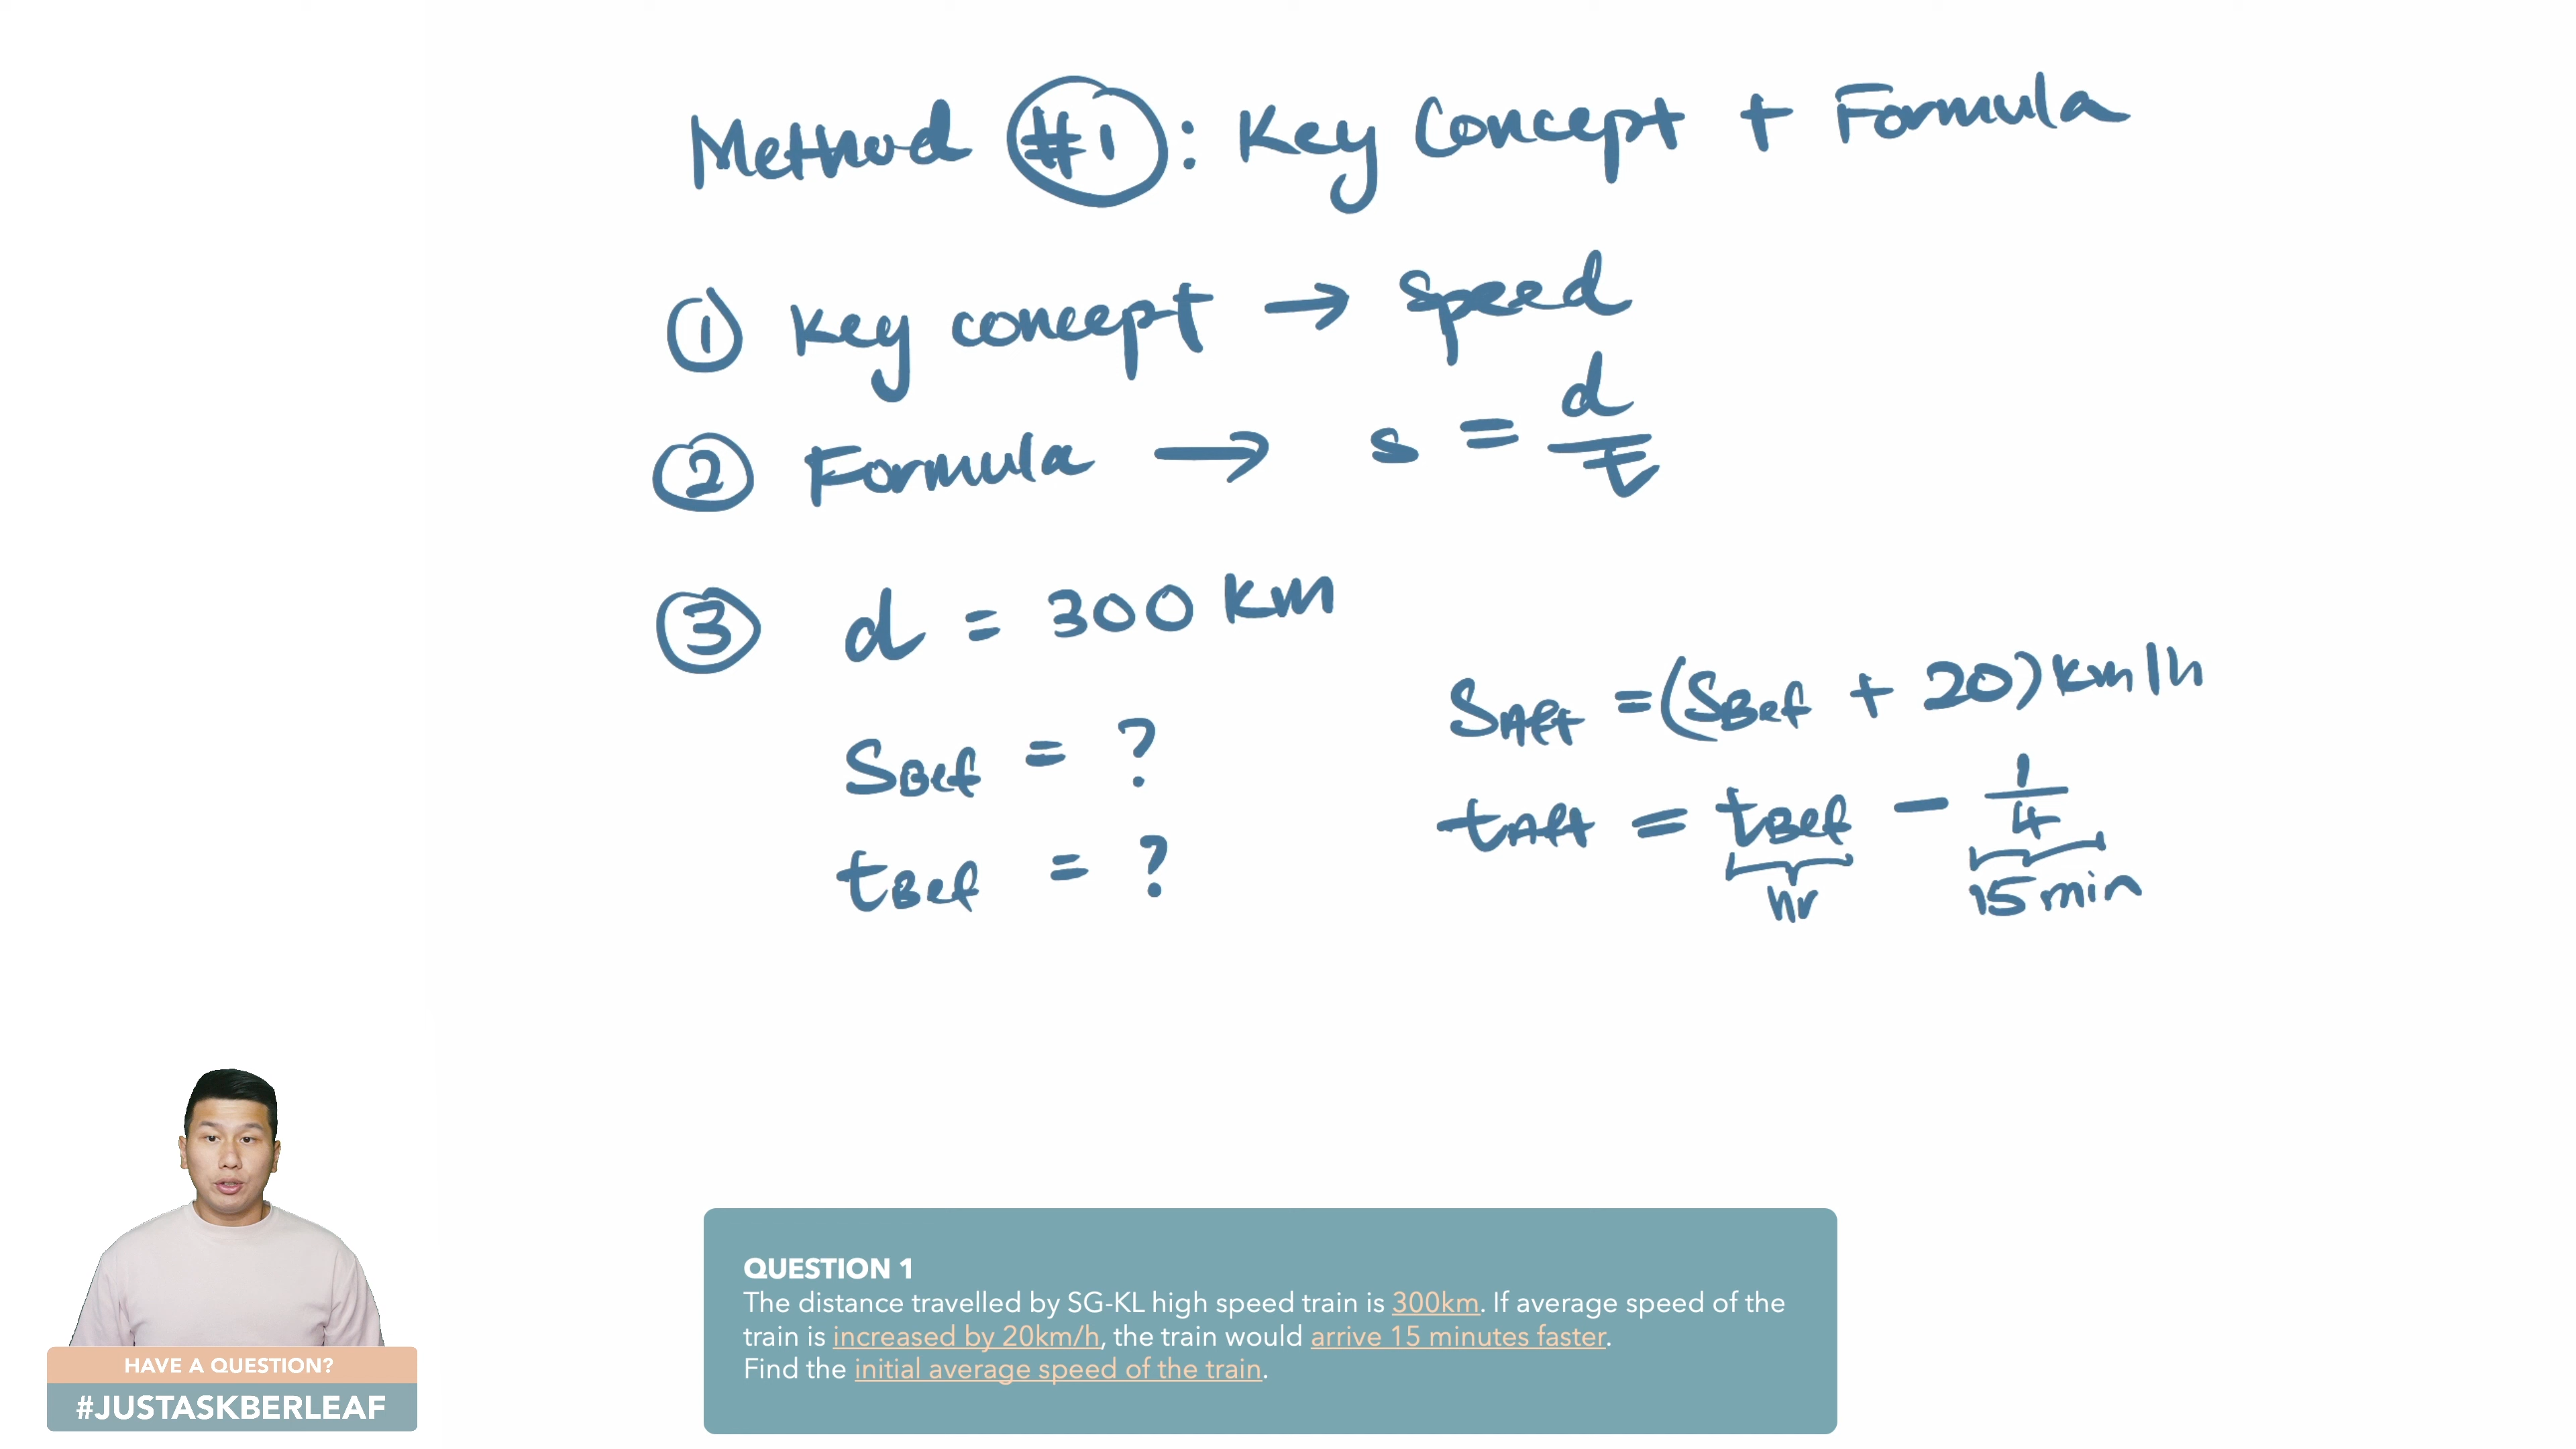 Method #1: Key Concept + Formula
① Key concept → speed
② Formula → s = d/t
③ d = 300 km
SBef = ?
tBef = ?
SAft = (SBef + 20) km/h
tAft = tBef - 1/4
hr
15 min
QUESTION 1
The distance travelled by SG-KL high speed train is 300km. If average speed of the
train is increased by 20km/h, the train would arrive 15 minutes faster.
Find the initial average speed of the train.
HAVE A QUESTION?
#JUSTASKBERLEAF